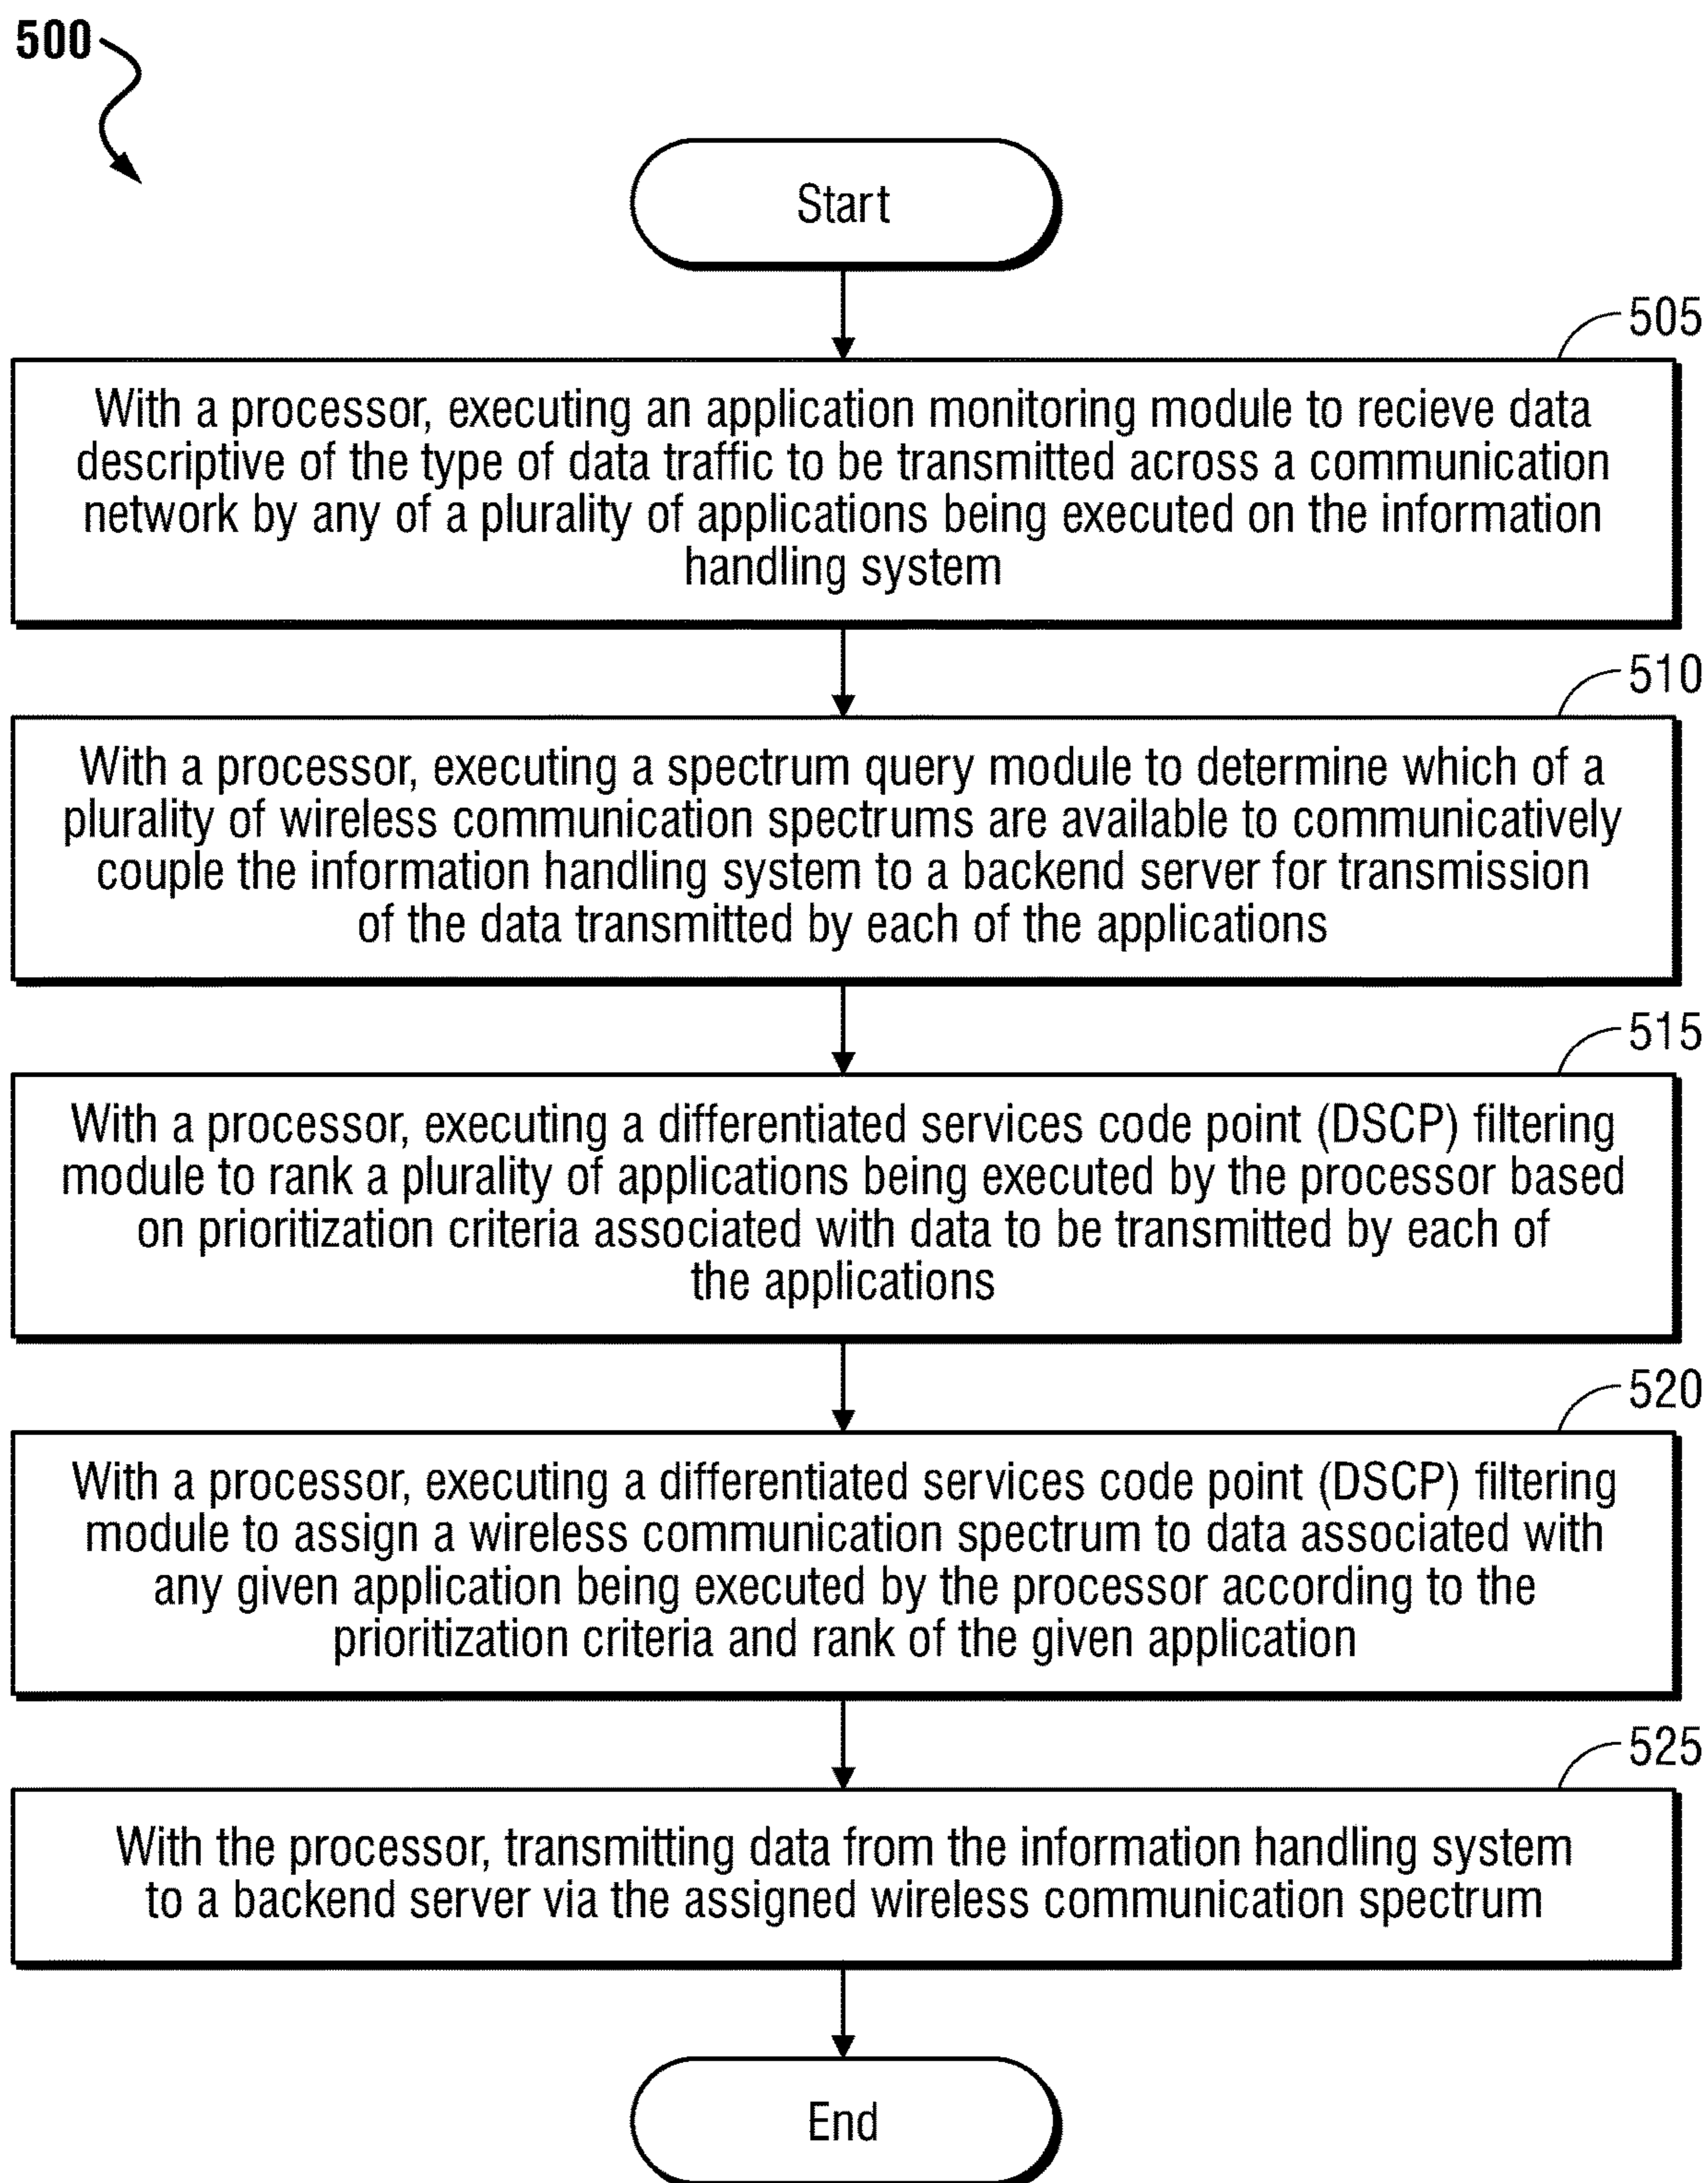 500
Start
505
With a processor, executing an application monitoring module to recieve data
descriptive of the type of data traffic to be transmitted across a communication
network by any of a plurality of applications being executed on the information
handling system
510
With a processor, executing a spectrum query module to determine which of a
plurality of wireless communication spectrums are available to communicatively
couple the information handling system to a backend server for transmission
of the data transmitted by each of the applications
515
With a processor, executing a differentiated services code point (DSCP) filtering
module to rank a plurality of applications being executed by the processor based
on prioritization criteria associated with data to be transmitted by each of
the applications
520
With a processor, executing a differentiated services code point (DSCP) filtering
module to assign a wireless communication spectrum to data associated with
any given application being executed by the processor according to the
prioritization criteria and rank of the given application
525
With the processor, transmitting data from the information handling system
to a backend server via the assigned wireless communication spectrum
End